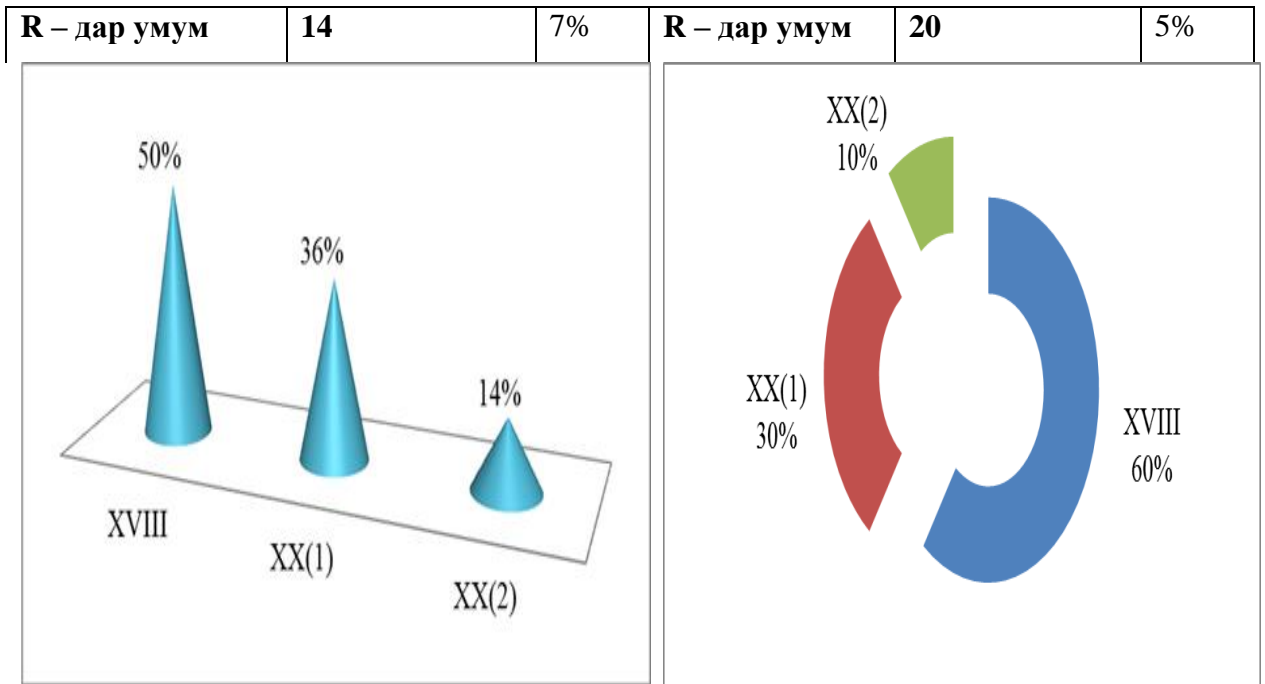 R – дар умум 14 7% R – дар умум 20 5%
50%
36%
14%
XVIII
XX(1)
XX(2)
XX(2)
10%
XX(1)
30%
XVIII
60%